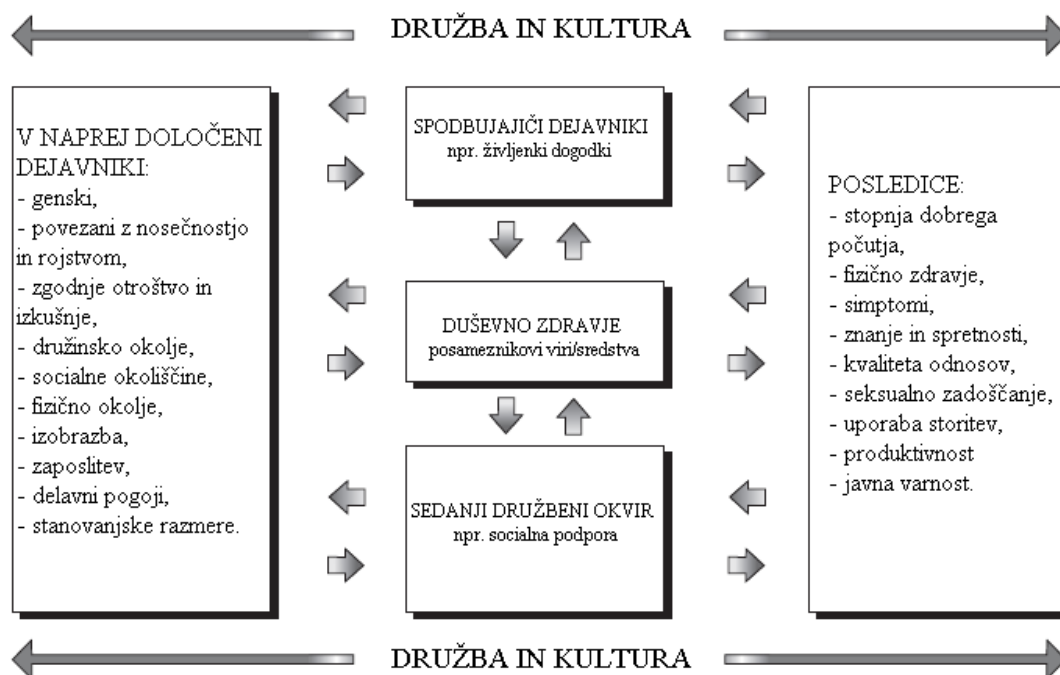 DRUŽBA IN KULTURA
V NAPREJ DOLOČENI
DEJAVNIKI:
- genski,
- povezani z nosečnostjo
in rojstvom,
- zgodnje otroštvo in
izkušnje,
- družinsko okolje,
- socialne okoliščine,
- fizično okolje,
- izobrazba,
- zaposlitev,
- delavni pogoji,
- stanovanjske razmere.
SPODBUJAJIČI DEJAVNIKI
npr. življenki dogodki
DUŠEVNO ZDRAVJE
posameznikovi viri/sredstva
SEDANJI DRUŽBENI OKVIR
npr. socialna podpora
POSLEDICE:
- stopnja dobrega
počutja,
- fizično zdravje,
- simptomi,
- znanje in spretnosti,
- kvaliteta odnosov,
- seksualno zadoščanje,
- uporaba storitev,
- produktivnost
- javna varnost.
DRUŽBA IN KULTURA